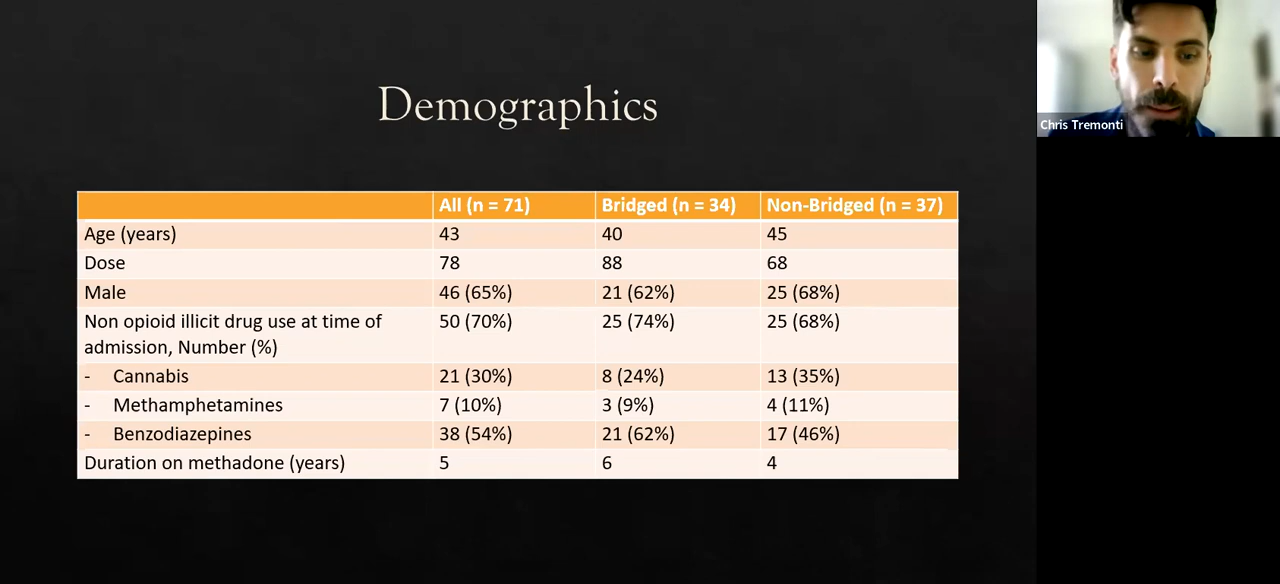 Demographics
All (n = 71) Bridged (n = 34) Non-Bridged (n = 37)
Age (years) 43 40 45
Dose 78 88 68
Male 46 (65%) 21 (62%) 25 (68%)
Non opioid illicit drug use at time of 50 (70%) 25 (74%) 25 (68%)
admission, Number (%)
- Cannabis 21 (30%) 8 (24%) 13 (35%)
- Methamphetamines 7 (10%) 3 (9%) 4 (11%)
- Benzodiazepines 38 (54%) 21 (62%) 17 (46%)
Duration on methadone (years) 5 6 4
Chris Tremonti